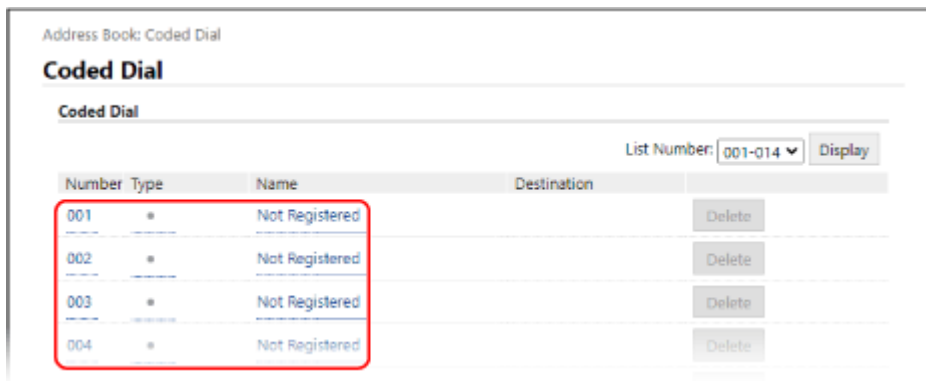 Address Book: Coded Dial
Coded Dial
Coded Dial
List Number: 001-014 Display
Number Type Name Destination
001 Not Registered Delete
002 Not Registered Delete
003 Not Registered Delete
004 Not Registered Delete